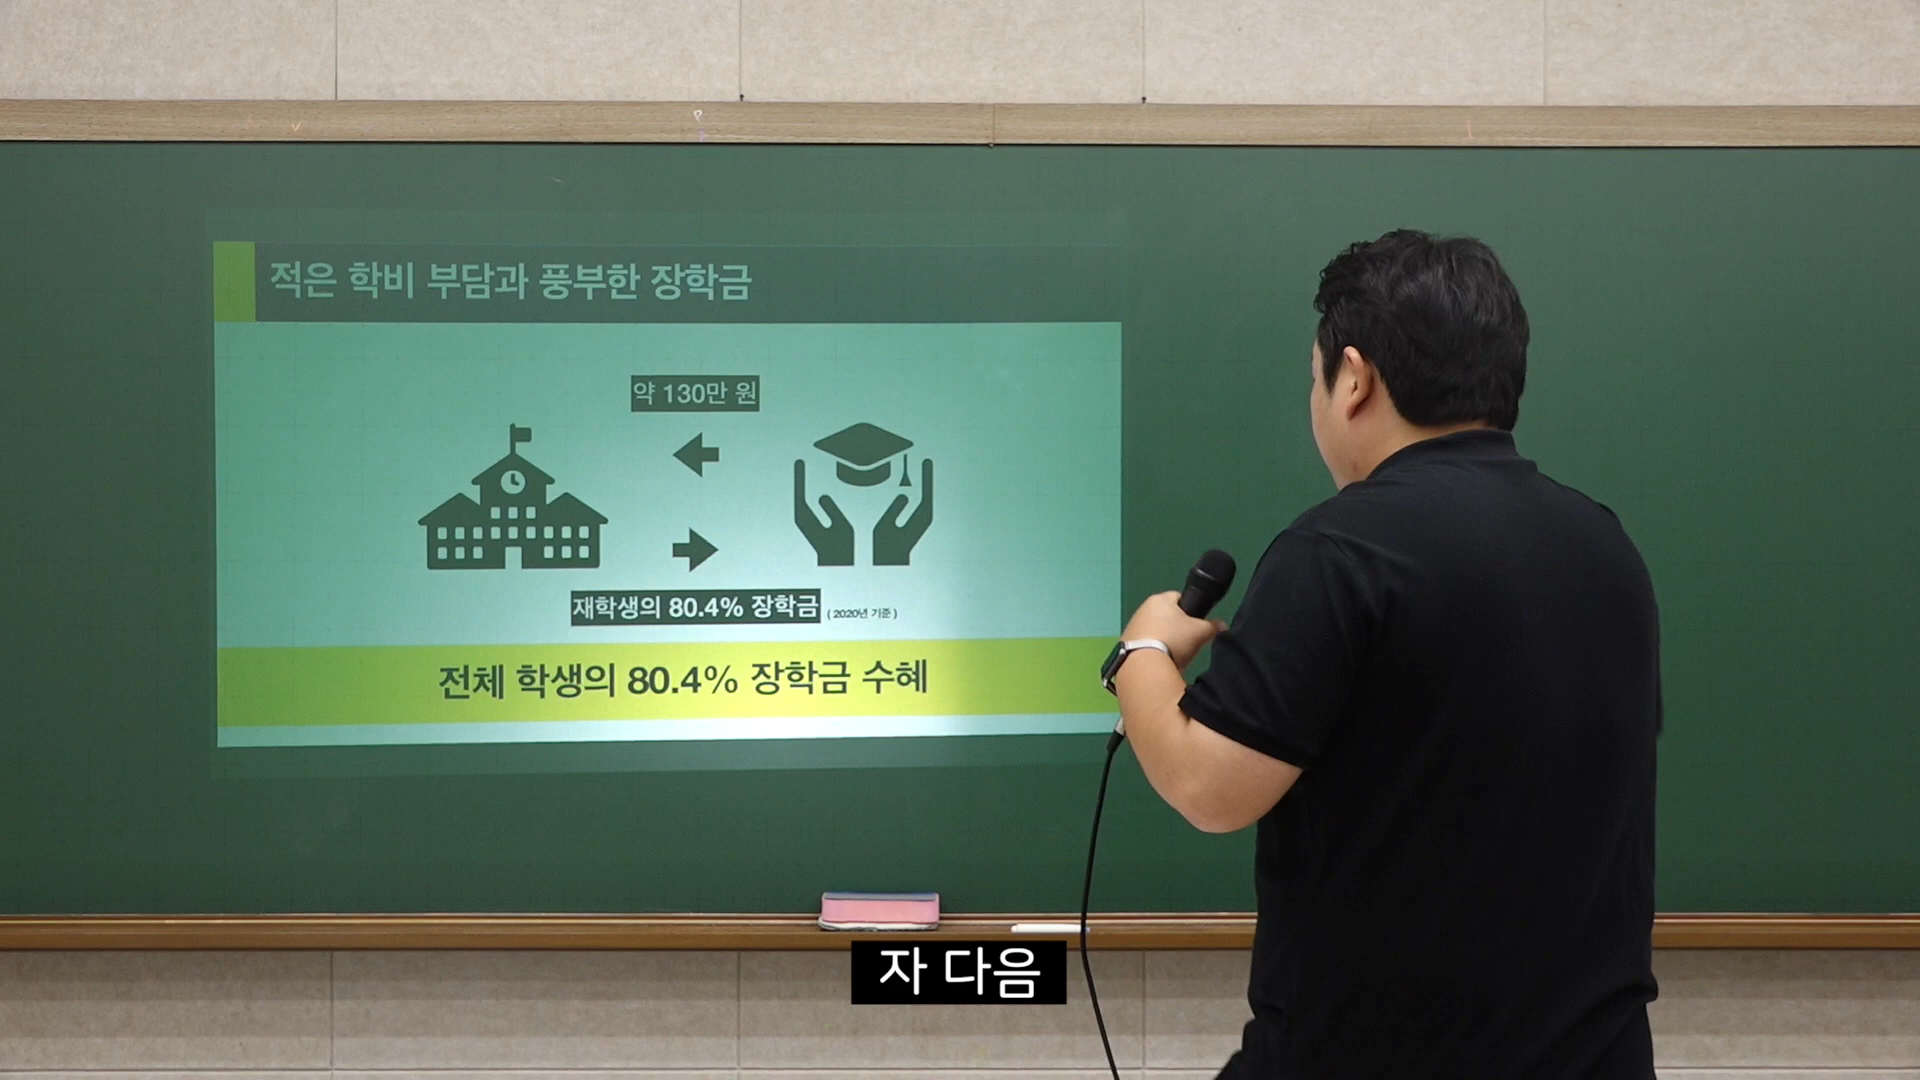 적은 학비 부담과 풍부한 장학금
약 130만 원
재학생의 80.4% 장학금 ( 2020년 기준 )
전체 학생의 80.4% 장학금 수혜
자 다음